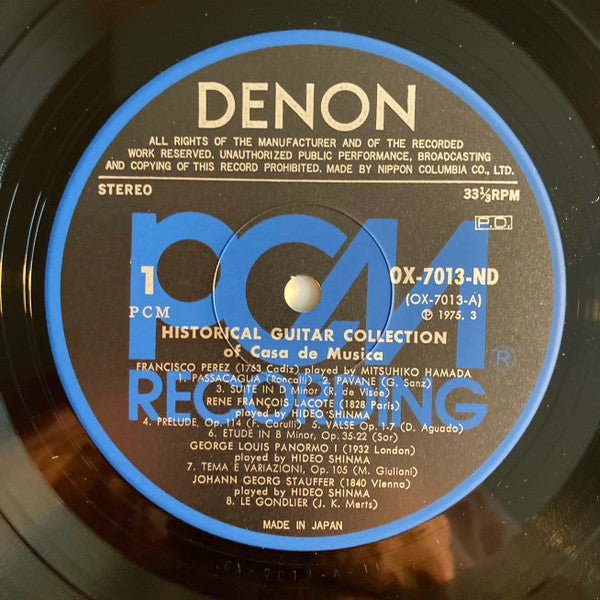 DENON
ALL RIGHTS OF THE MANUFACTURER AND OF THE RECORDED
WORK RESERVED. UNAUTHORIZED PUBLIC PERFORMANCE, BROADCASTING
AND COPYING OF THIS RECORD PROHIBITED. MADE BY NIPPON COLUMBIA CO., LTD.
STEREO 33⅓RPM
P.D.
PCM
RECORDING ®
1 OX-7013-ND
PCM (OX-7013-A)
℗ 1975. 3
HISTORICAL GUITAR COLLECTION
of Casa de Musica
FRANCISCO PEREZ (1763 Cadiz) played by MITSUHIKO HAMADA
1. PASSACAGLIA (Roncalli) 2. PAVANE (G. Sanz)
3. SUITE IN D Minor (R. de Visée)
RENE FRANÇOIS LACOTE (1828 Paris)
played by HIDEO SHINMA
4. PRELUDE, Op. 114 (F. Carulli) 5. VALSE Op. 1-7 (D. Aguado)
6. ETUDE IN B Minor, Op. 35-22 (Sor)
GEORGE LOUIS PANORMO I (1932 London)
played by HIDEO SHINMA
7. TEMA E VARIAZIONI, Op. 105 (M. Giuliani)
JOHANN GEORG STAUFFER (1840 Vienna)
played by HIDEO SHINMA
8. LE GONDLIER (J. K. Merts)
MADE IN JAPAN